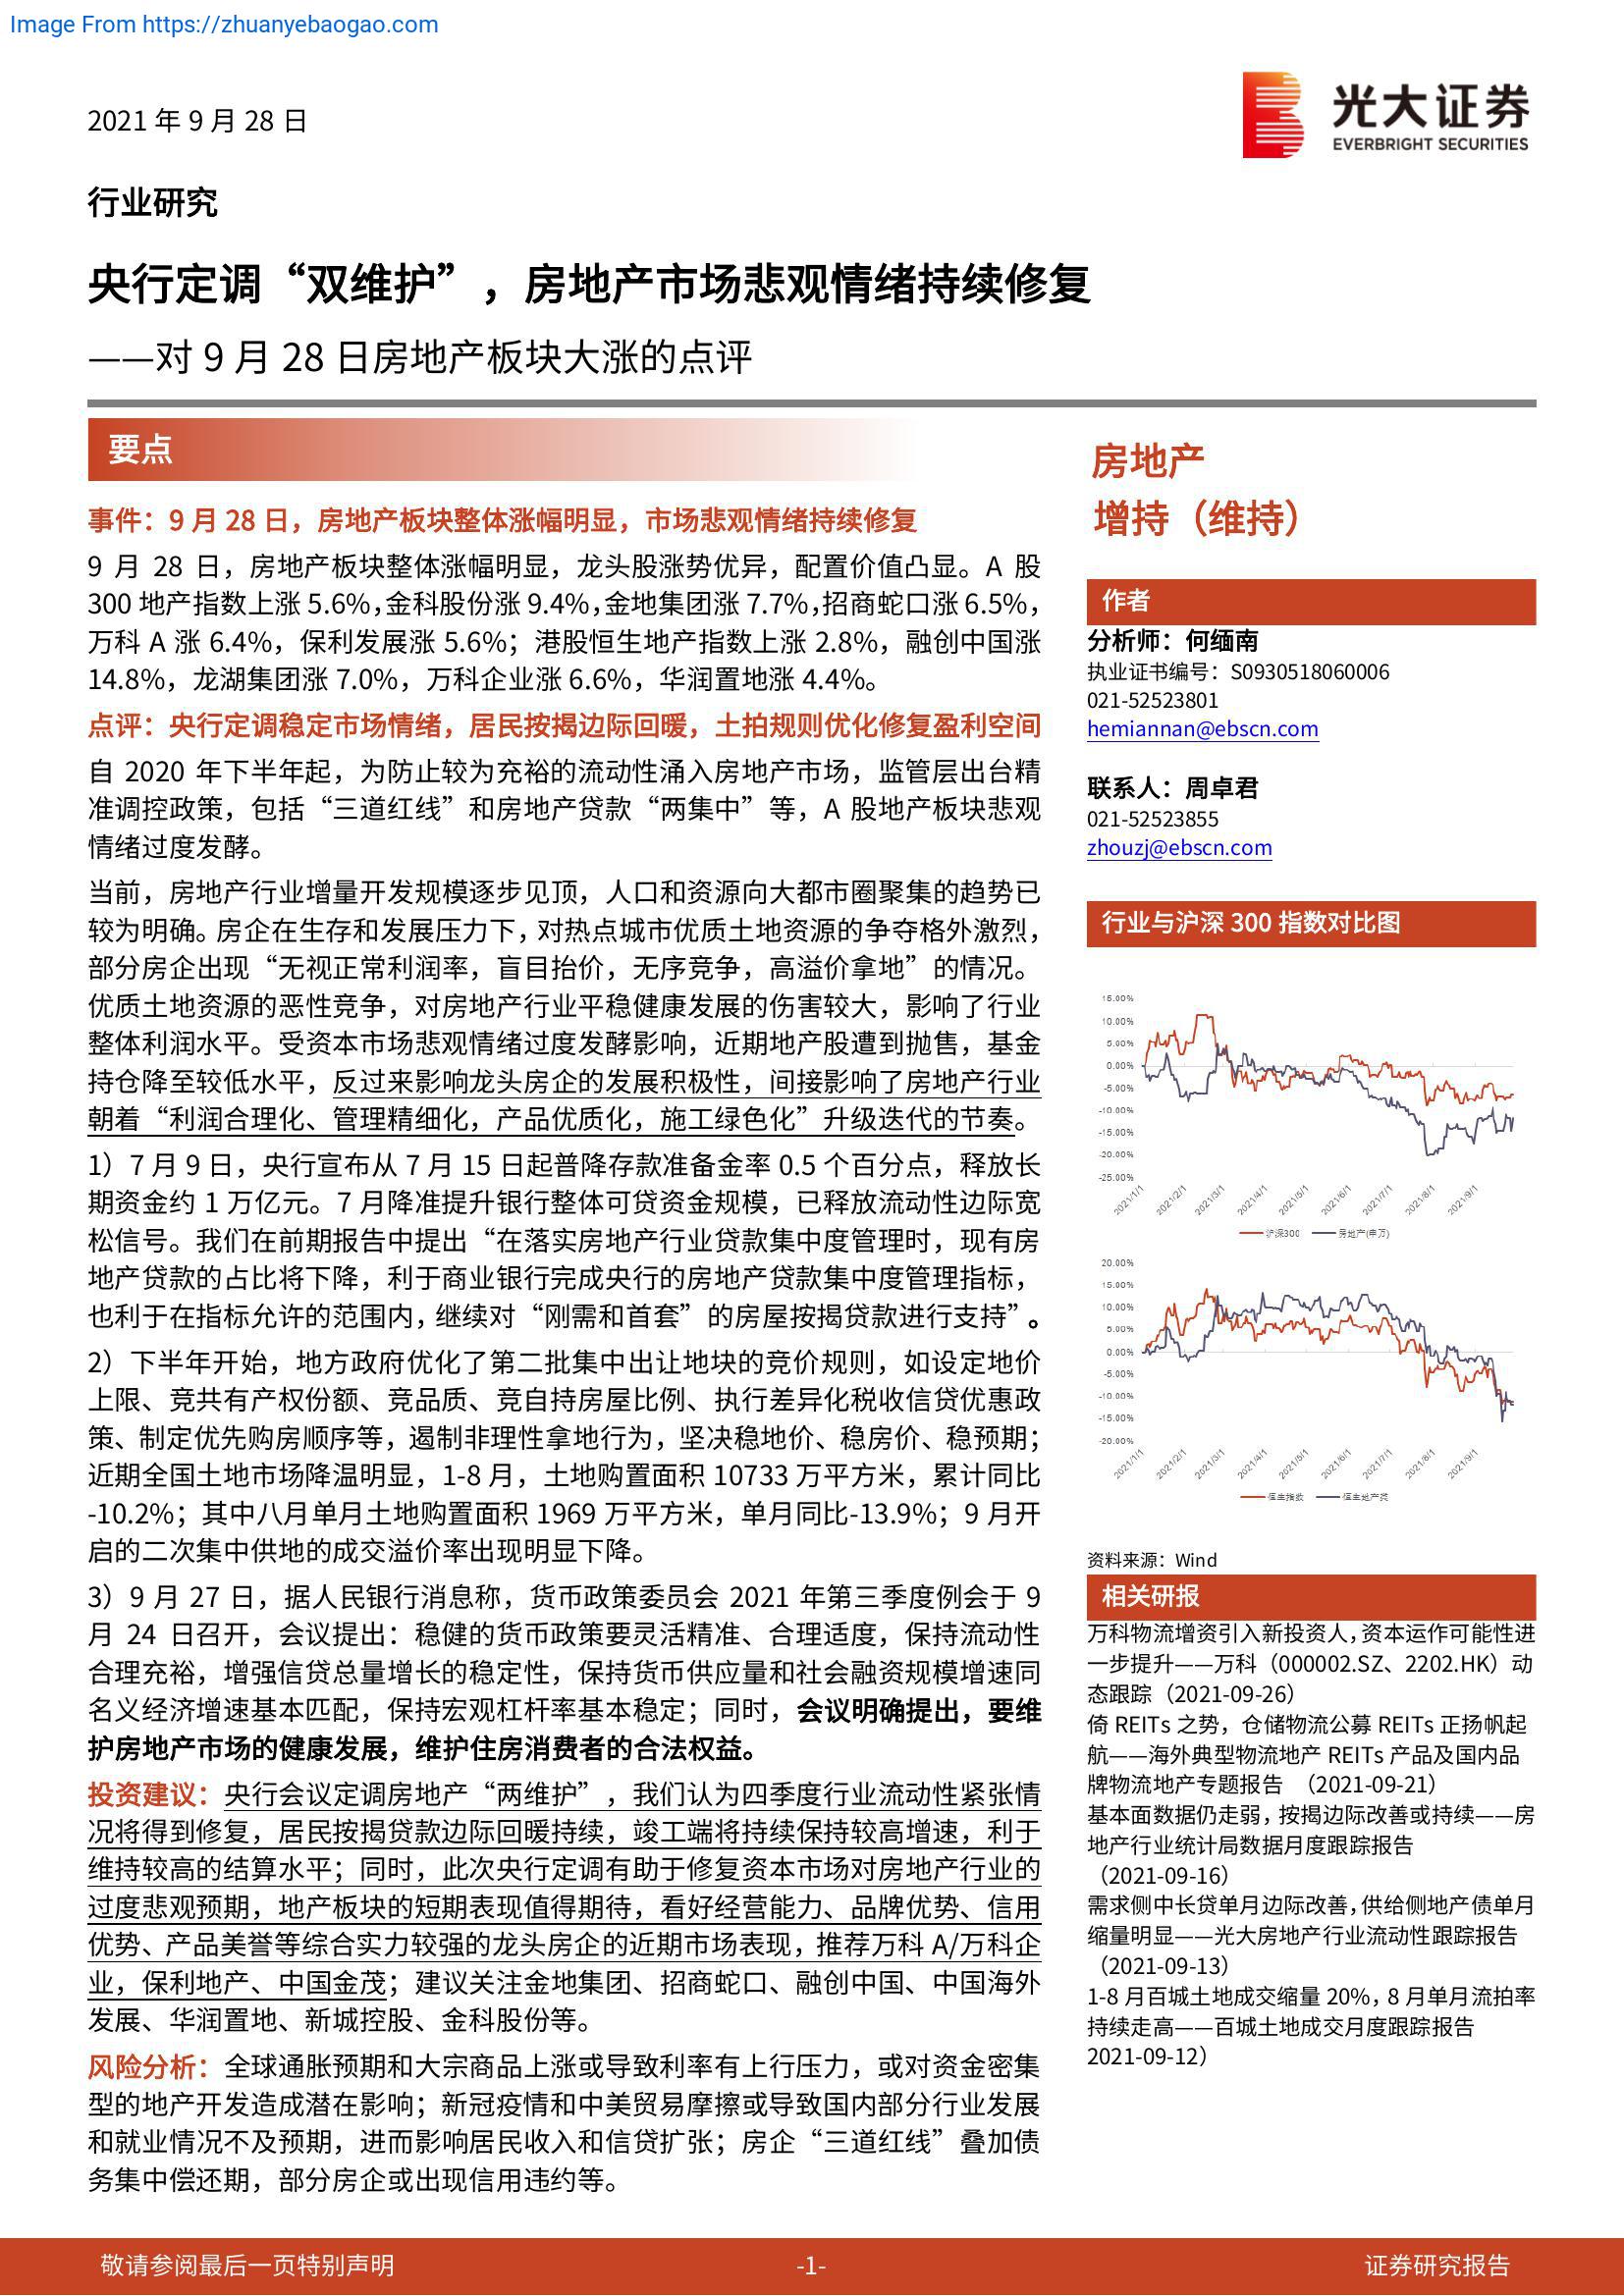 Image From https://zhuanyebaogao.com
2021 年 9 月 28 日
光大证券
EVERBRIGHT SECURITIES
行业研究
央行定调“双维护”，房地产市场悲观情绪持续修复
——对 9 月 28 日房地产板块大涨的点评
要点
事件：9 月 28 日，房地产板块整体涨幅明显，市场悲观情绪持续修复
9 月 28 日，房地产板块整体涨幅明显，龙头股涨势优异，配置价值凸显。A 股
300 地产指数上涨 5.6%，金科股份涨 9.4%，金地集团涨 7.7%，招商蛇口涨 6.5%，
万科 A 涨 6.4%，保利发展涨 5.6%；港股恒生地产指数上涨 2.8%，融创中国涨
14.8%，龙湖集团涨 7.0%，万科企业涨 6.6%，华润置地涨 4.4%。
点评：央行定调稳定市场情绪，居民按揭边际回暖，土拍规则优化修复盈利空间
自 2020 年下半年起，为防止较为充裕的流动性涌入房地产市场，监管层出台精
准调控政策，包括“三道红线”和房地产贷款“两集中”等，A 股地产板块悲观
情绪过度发酵。
当前，房地产行业增量开发规模逐步见顶，人口和资源向大都市圈聚集的趋势已
较为明确。房企在生存和发展压力下，对热点城市优质土地资源的争夺格外激烈，
部分房企出现“无视正常利润率，盲目抬价，无序竞争，高溢价拿地”的情况。
优质土地资源的恶性竞争，对房地产行业平稳健康发展的伤害较大，影响了行业
整体利润水平。受资本市场悲观情绪过度发酵影响，近期地产股遭到抛售，基金
持仓降至较低水平，反过来影响龙头房企的发展积极性，间接影响了房地产行业
朝着“利润合理化、管理精细化，产品优质化，施工绿色化”升级迭代的节奏。
1）7 月 9 日，央行宣布从 7 月 15 日起普降存款准备金率 0.5 个百分点，释放长
期资金约 1 万亿元。7 月降准提升银行整体可贷资金规模，已释放流动性边际宽
松信号。我们在前期报告中提出“在落实房地产行业贷款集中度管理时，现有房
地产贷款的占比将下降，利于商业银行完成央行的房地产贷款集中度管理指标，
也利于在指标允许的范围内，继续对“刚需和首套”的房屋按揭贷款进行支持”。
2）下半年开始，地方政府优化了第二批集中出让地块的竞价规则，如设定地价
上限、竞共有产权份额、竞品质、竞自持房屋比例、执行差异化税收信贷优惠政
策、制定优先购房顺序等，遏制非理性拿地行为，坚决稳地价、稳房价、稳预期；
近期全国土地市场降温明显，1-8 月，土地购置面积 10733 万平方米，累计同比
-10.2%；其中八月单月土地购置面积 1969 万平方米，单月同比-13.9%；9 月开
启的二次集中供地的成交溢价率出现明显下降。
3）9 月 27 日，据人民银行消息称，货币政策委员会 2021 年第三季度例会于 9
月 24 日召开，会议提出：稳健的货币政策要灵活精准、合理适度，保持流动性
合理充裕，增强信贷总量增长的稳定性，保持货币供应量和社会融资规模增速同
名义经济增速基本匹配，保持宏观杠杆率基本稳定；同时，会议明确提出，要维
护房地产市场的健康发展，维护住房消费者的合法权益。
投资建议：央行会议定调房地产“两维护”，我们认为四季度行业流动性紧张情
况将得到修复，居民按揭贷款边际回暖持续，竣工端将持续保持较高增速，利于
维持较高的结算水平；同时，此次央行定调有助于修复资本市场对房地产行业的
过度悲观预期，地产板块的短期表现值得期待，看好经营能力、品牌优势、信用
优势、产品美誉等综合实力较强的龙头房企的近期市场表现，推荐万科 A/万科企
业，保利地产、中国金茂；建议关注金地集团、招商蛇口、融创中国、中国海外
发展、华润置地、新城控股、金科股份等。
风险分析：全球通胀预期和大宗商品上涨或导致利率有上行压力，或对资金密集
型的地产开发造成潜在影响；新冠疫情和中美贸易摩擦或导致国内部分行业发展
和就业情况不及预期，进而影响居民收入和信贷扩张；房企“三道红线”叠加债
务集中偿还期，部分房企或出现信用违约等。
房地产
增持（维持）
作者
分析师：何缅南
执业证书编号：S0930518060006
021-52523801
hemiannan@ebscn.com
联系人：周卓君
021-52523855
zhouzj@ebscn.com
行业与沪深 300 指数对比图
15.00%
10.00%
5.00%
0.00%
-5.00%
-10.00%
-15.00%
-20.00%
-25.00%
2021/1/1 2021/2/1 2021/3/1 2021/4/1 2021/5/1 2021/6/1 2021/7/1 2021/8/1 2021/9/1
沪深300 房地产(申万)
20.00%
15.00%
10.00%
5.00%
0.00%
-5.00%
-10.00%
-15.00%
-20.00%
2021/1/1 2021/2/1 2021/3/1 2021/4/1 2021/5/1 2021/6/1 2021/7/1 2021/8/1 2021/9/1
恒生指数 恒生地产类
资料来源：Wind
相关研报
万科物流增资引入新投资人，资本运作可能性进
一步提升——万科（000002.SZ、2202.HK）动
态跟踪（2021-09-26）
倚 REITs 之势，仓储物流公募 REITs 正扬帆起
航——海外典型物流地产 REITs 产品及国内品
牌物流地产专题报告 （2021-09-21）
基本面数据仍走弱，按揭边际改善或持续——房
地产行业统计局数据月度跟踪报告
（2021-09-16）
需求侧中长贷单月边际改善，供给侧地产债单月
缩量明显——光大房地产行业流动性跟踪报告
（2021-09-13）
1-8 月百城土地成交缩量 20%，8 月单月流拍率
持续走高——百城土地成交月度跟踪报告
2021-09-12）
敬请参阅最后一页特别声明
-1-
证券研究报告